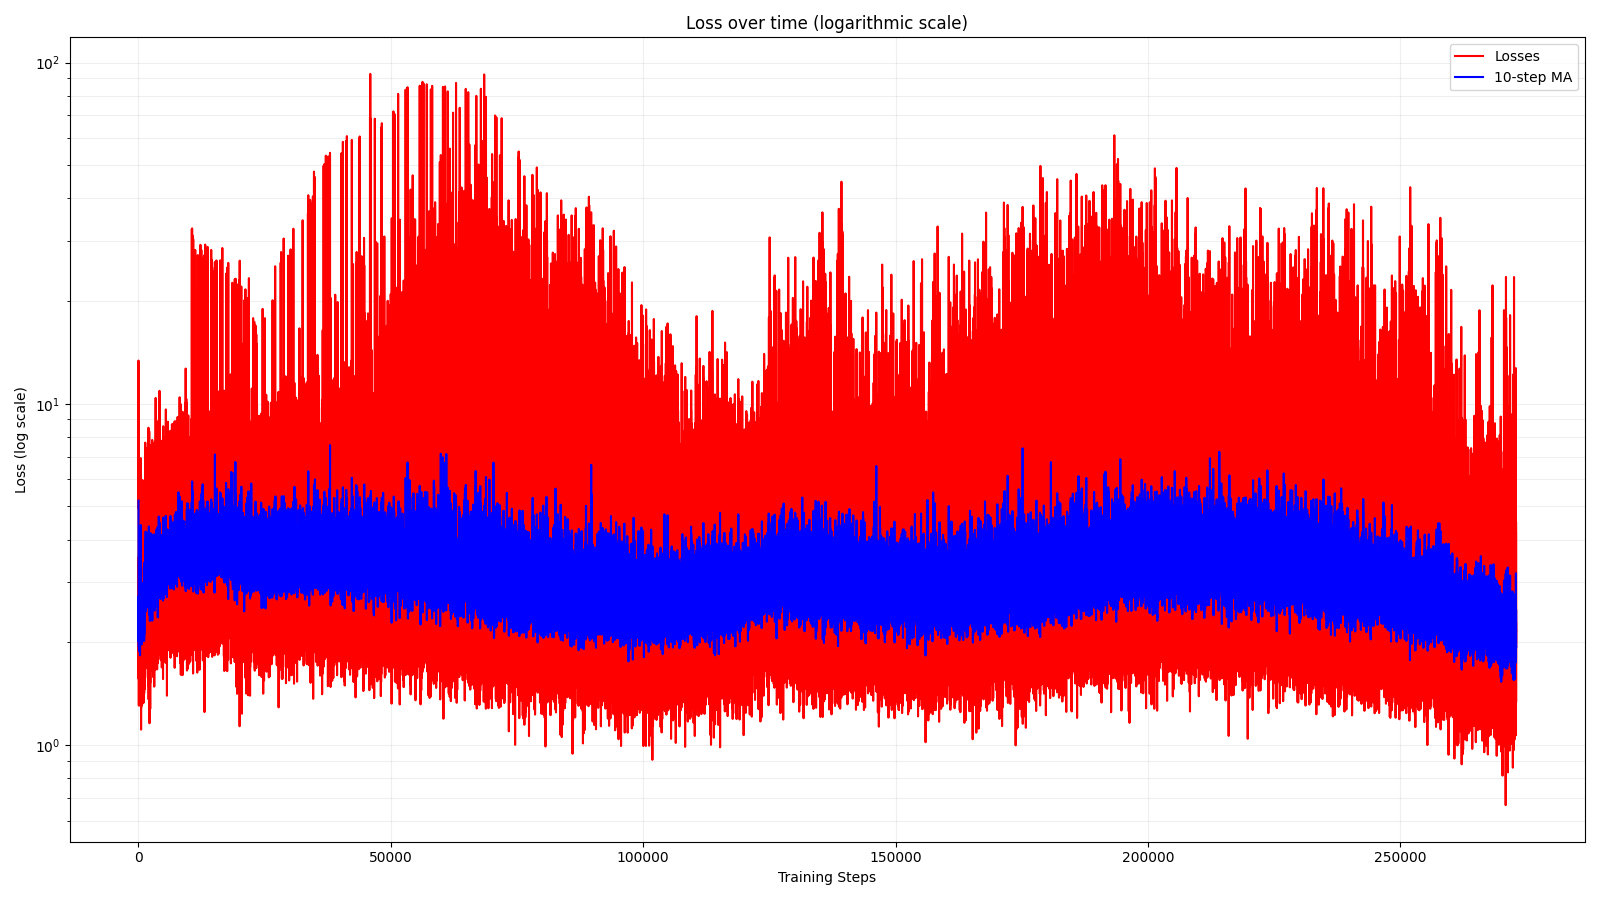 Loss over time (logarithmic scale)
Losses
10-step MA
Loss (log scale)
10²
10¹
10⁰
0
50000
100000
150000
200000
250000
Training Steps